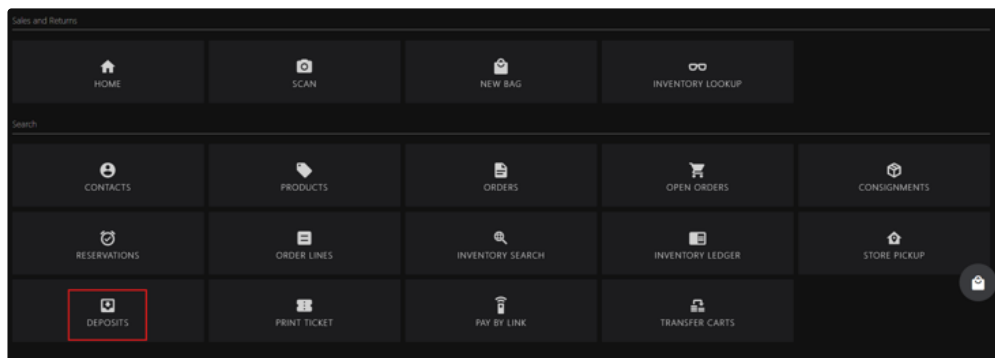 Sales and Returns
HOME
SCAN
NEW BAG
INVENTORY LOOKUP
Search
CONTACTS
PRODUCTS
ORDERS
OPEN ORDERS
CONSIGNMENTS
RESERVATIONS
ORDER LINES
INVENTORY SEARCH
INVENTORY LEDGER
STORE PICKUP
DEPOSITS
PRINT TICKET
PAY BY LINK
TRANSFER CARTS